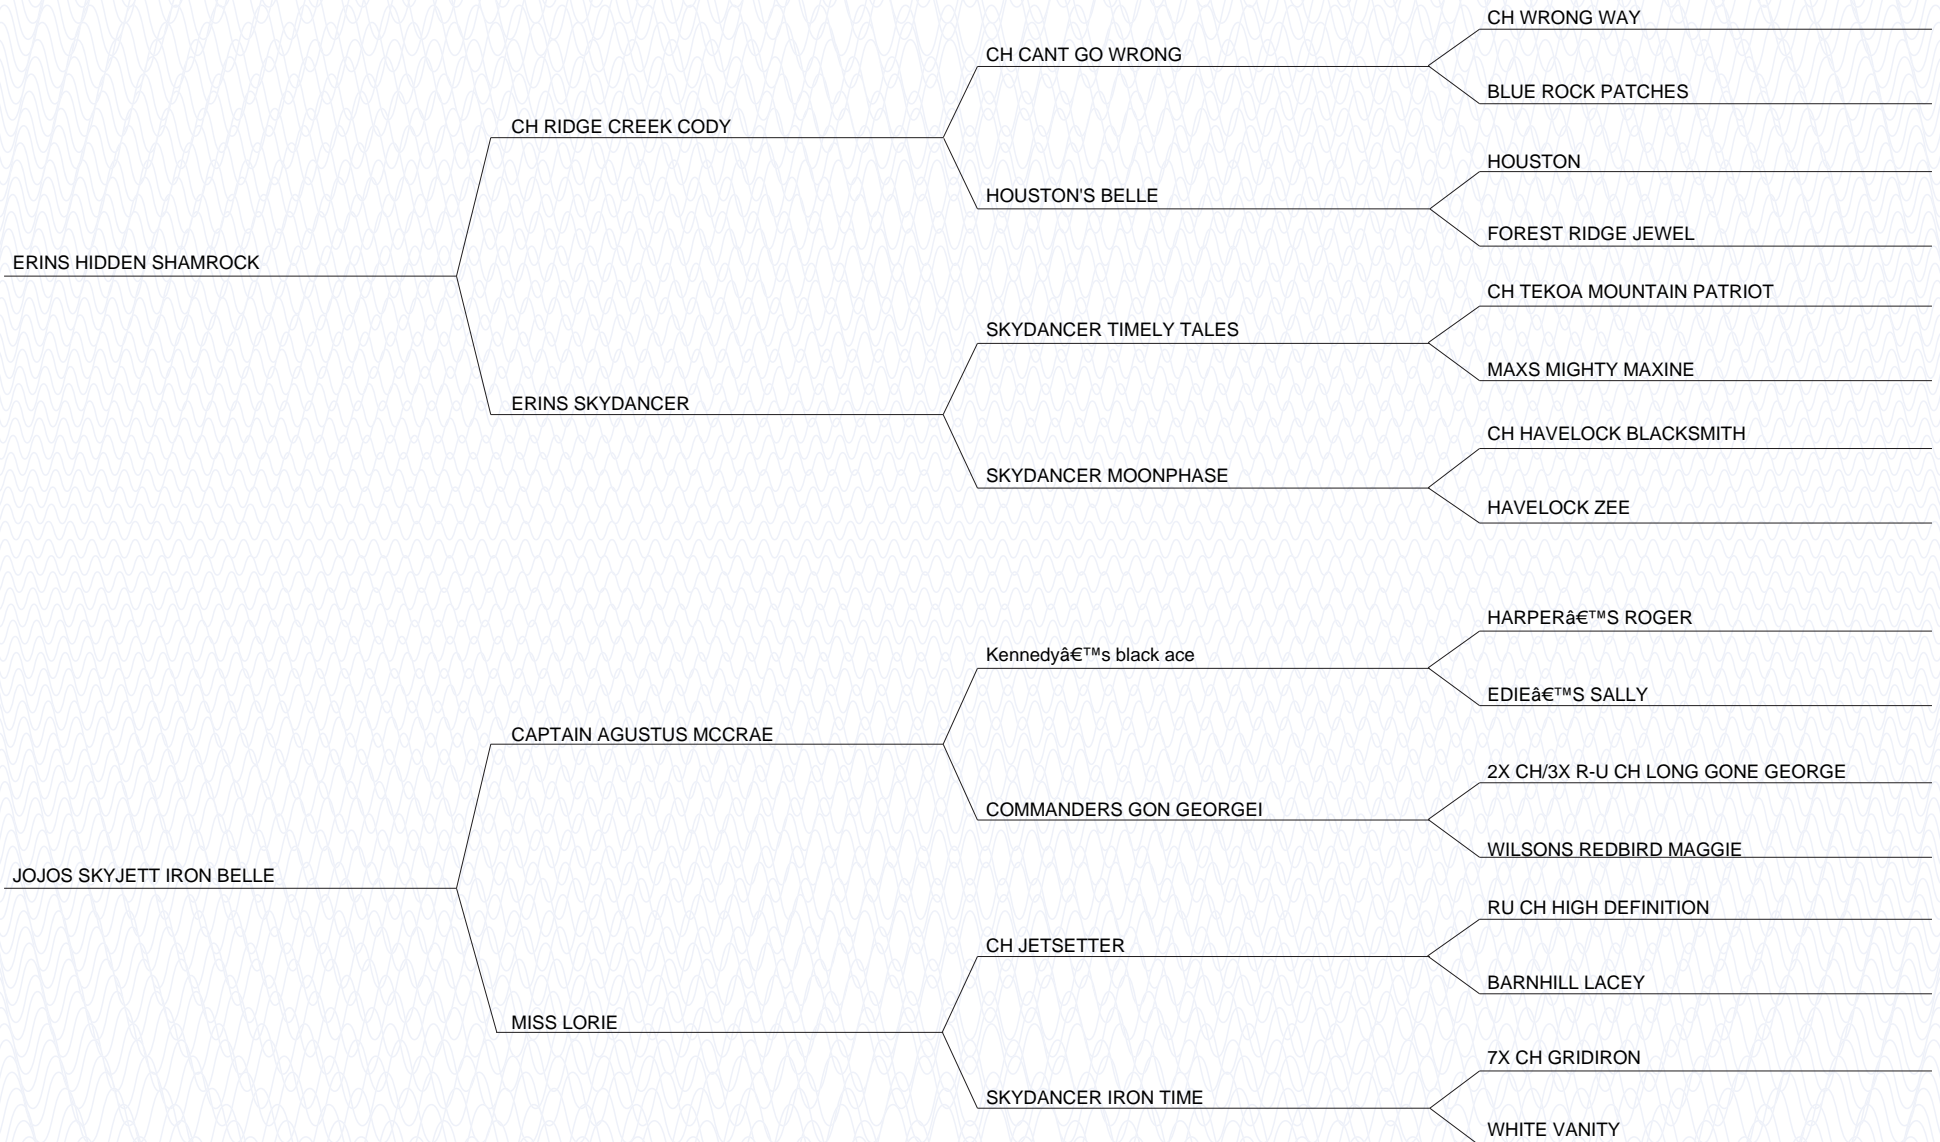 CH WRONG WAY
CH CANT GO WRONG
BLUE ROCK PATCHES
CH RIDGE CREEK CODY
HOUSTON
HOUSTON'S BELLE
FOREST RIDGE JEWEL
ERINS HIDDEN SHAMROCK
CH TEKOA MOUNTAIN PATRIOT
SKYDANCER TIMELY TALES
MAXS MIGHTY MAXINE
ERINS SKYDANCER
CH HAVELOCK BLACKSMITH
SKYDANCER MOONPHASE
HAVELOCK ZEE
HARPERâ€™S ROGER
Kennedyâ€™s black ace
EDIEâ€™S SALLY
CAPTAIN AGUSTUS MCCRAE
2X CH/3X R-U CH LONG GONE GEORGE
COMMANDERS GON GEORGEI
WILSONS REDBIRD MAGGIE
JOJOS SKYJETT IRON BELLE
RU CH HIGH DEFINITION
CH JETSETTER
BARNHILL LACEY
MISS LORIE
7X CH GRIDIRON
SKYDANCER IRON TIME
WHITE VANITY